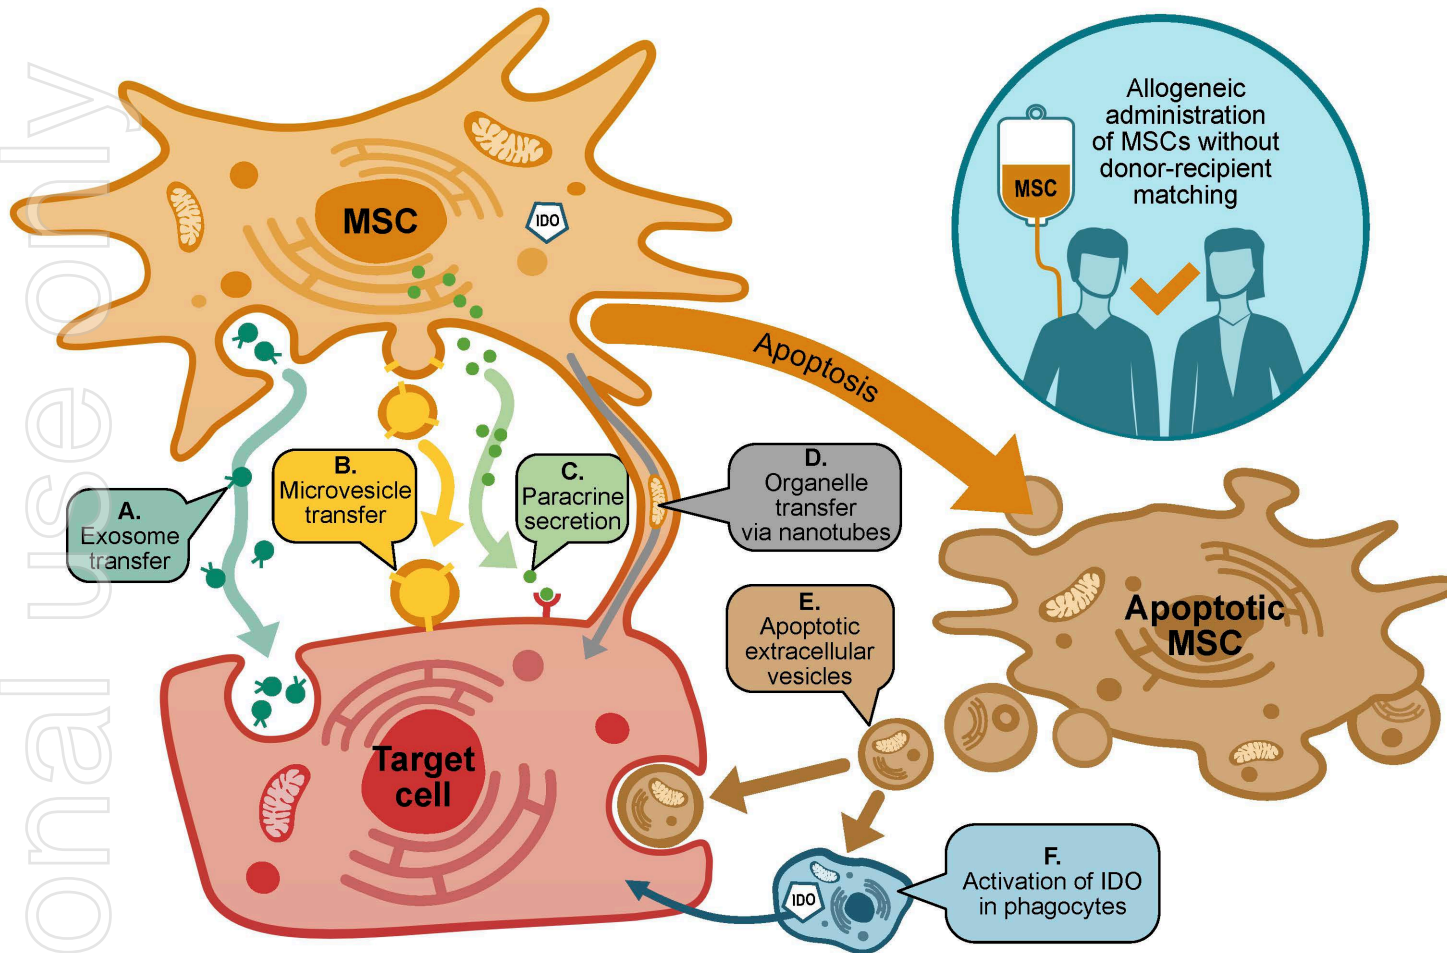 MSC
IDO
Allogeneic
administration
of MSCs without
donor-recipient
matching
MSC
Apoptosis
A.
Exosome
transfer
B.
Microvesicle
transfer
C.
Paracrine
secretion
D.
Organelle
transfer
via nanotubes
E.
Apoptotic
extracellular
vesicles
Apoptotic
MSC
Target
cell
IDO
F.
Activation of IDO
in phagocytes
onal use only